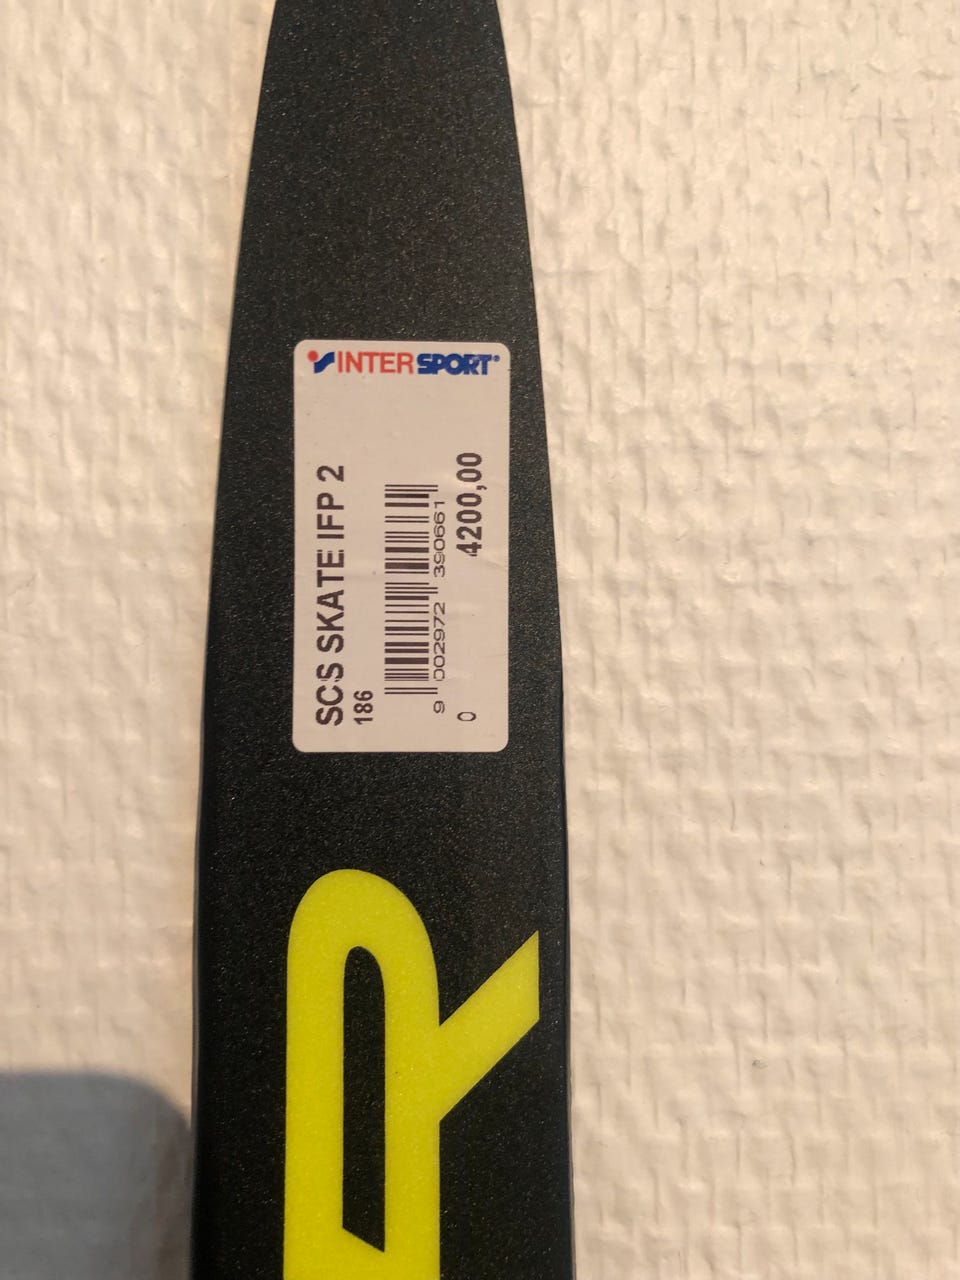 INTERSPORT®
SCS SKATE IFP 2
186
9 002972 390661
0 4200,00
R